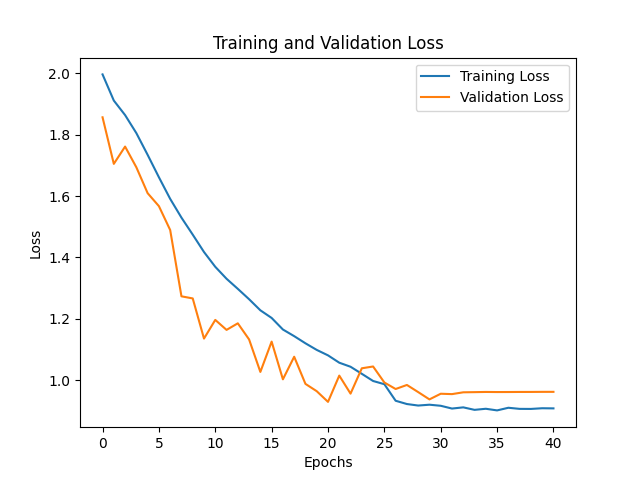 Training and Validation Loss
Training Loss
Validation Loss
Loss
2.0
1.8
1.6
1.4
1.2
1.0
0 5 10 15 20 25 30 35 40
Epochs